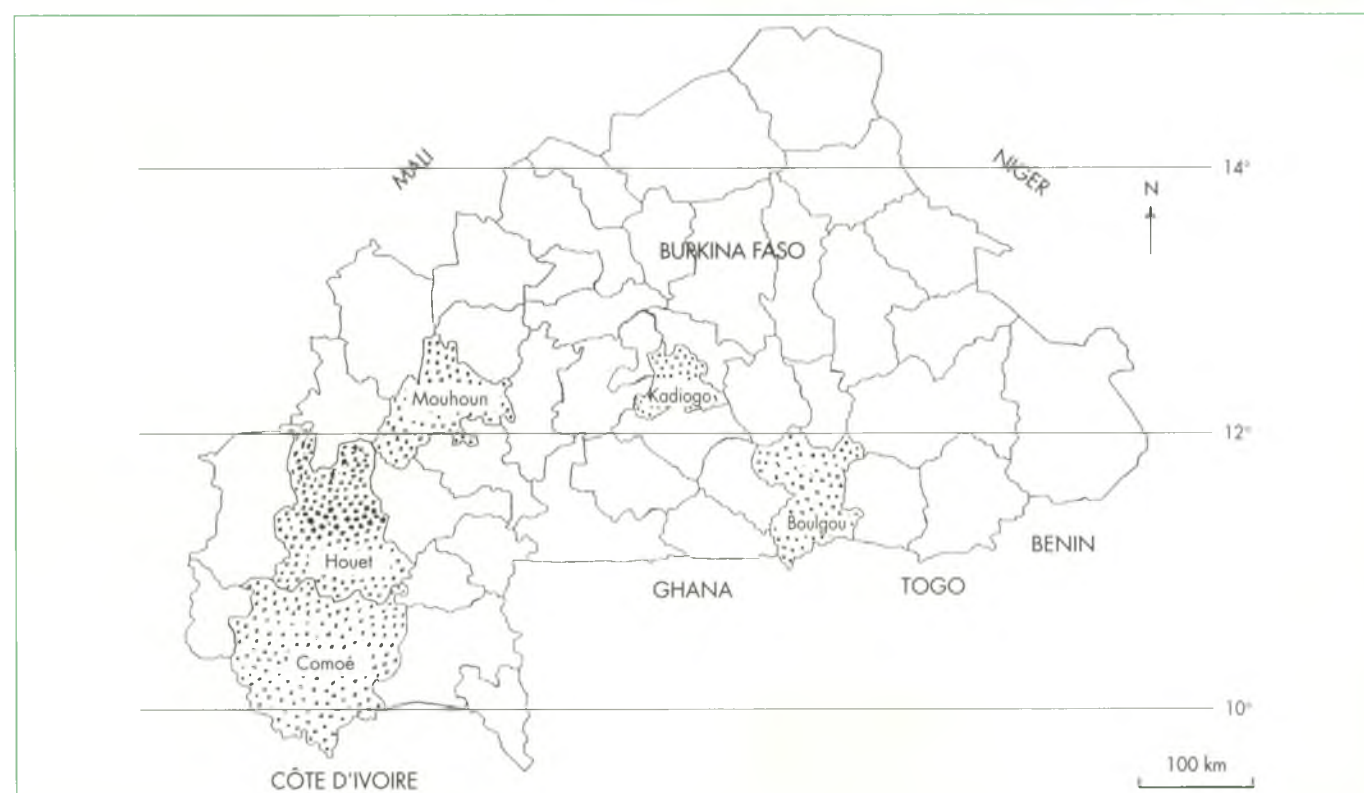 MALI
NIGER
14°
N
BURKINA FASO
Mouhoun
Kadiogo
12°
Boulgou
Houet
BENIN
GHANA
TOGO
Comoé
10°
100 km
CÔTE D'IVOIRE